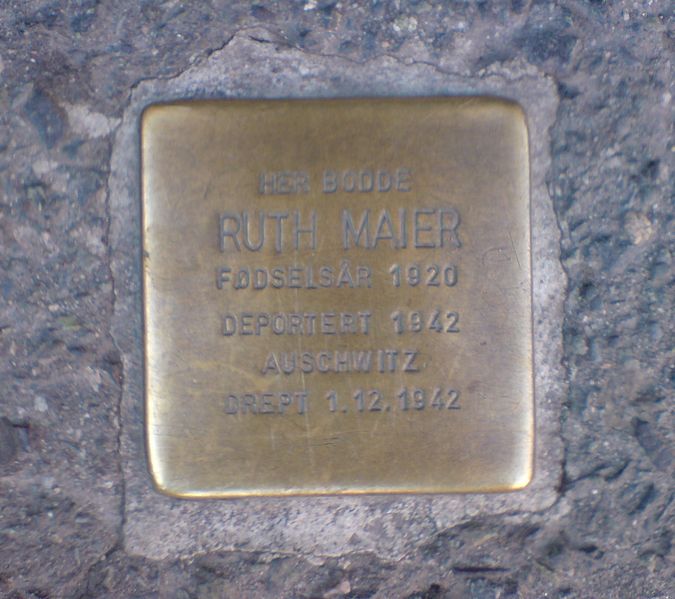 HER BODDE
RUTH MAIER
FØDSELSÅR 1920
DEPORTERT 1942
AUSCHWITZ
DREPT 1.12.1942